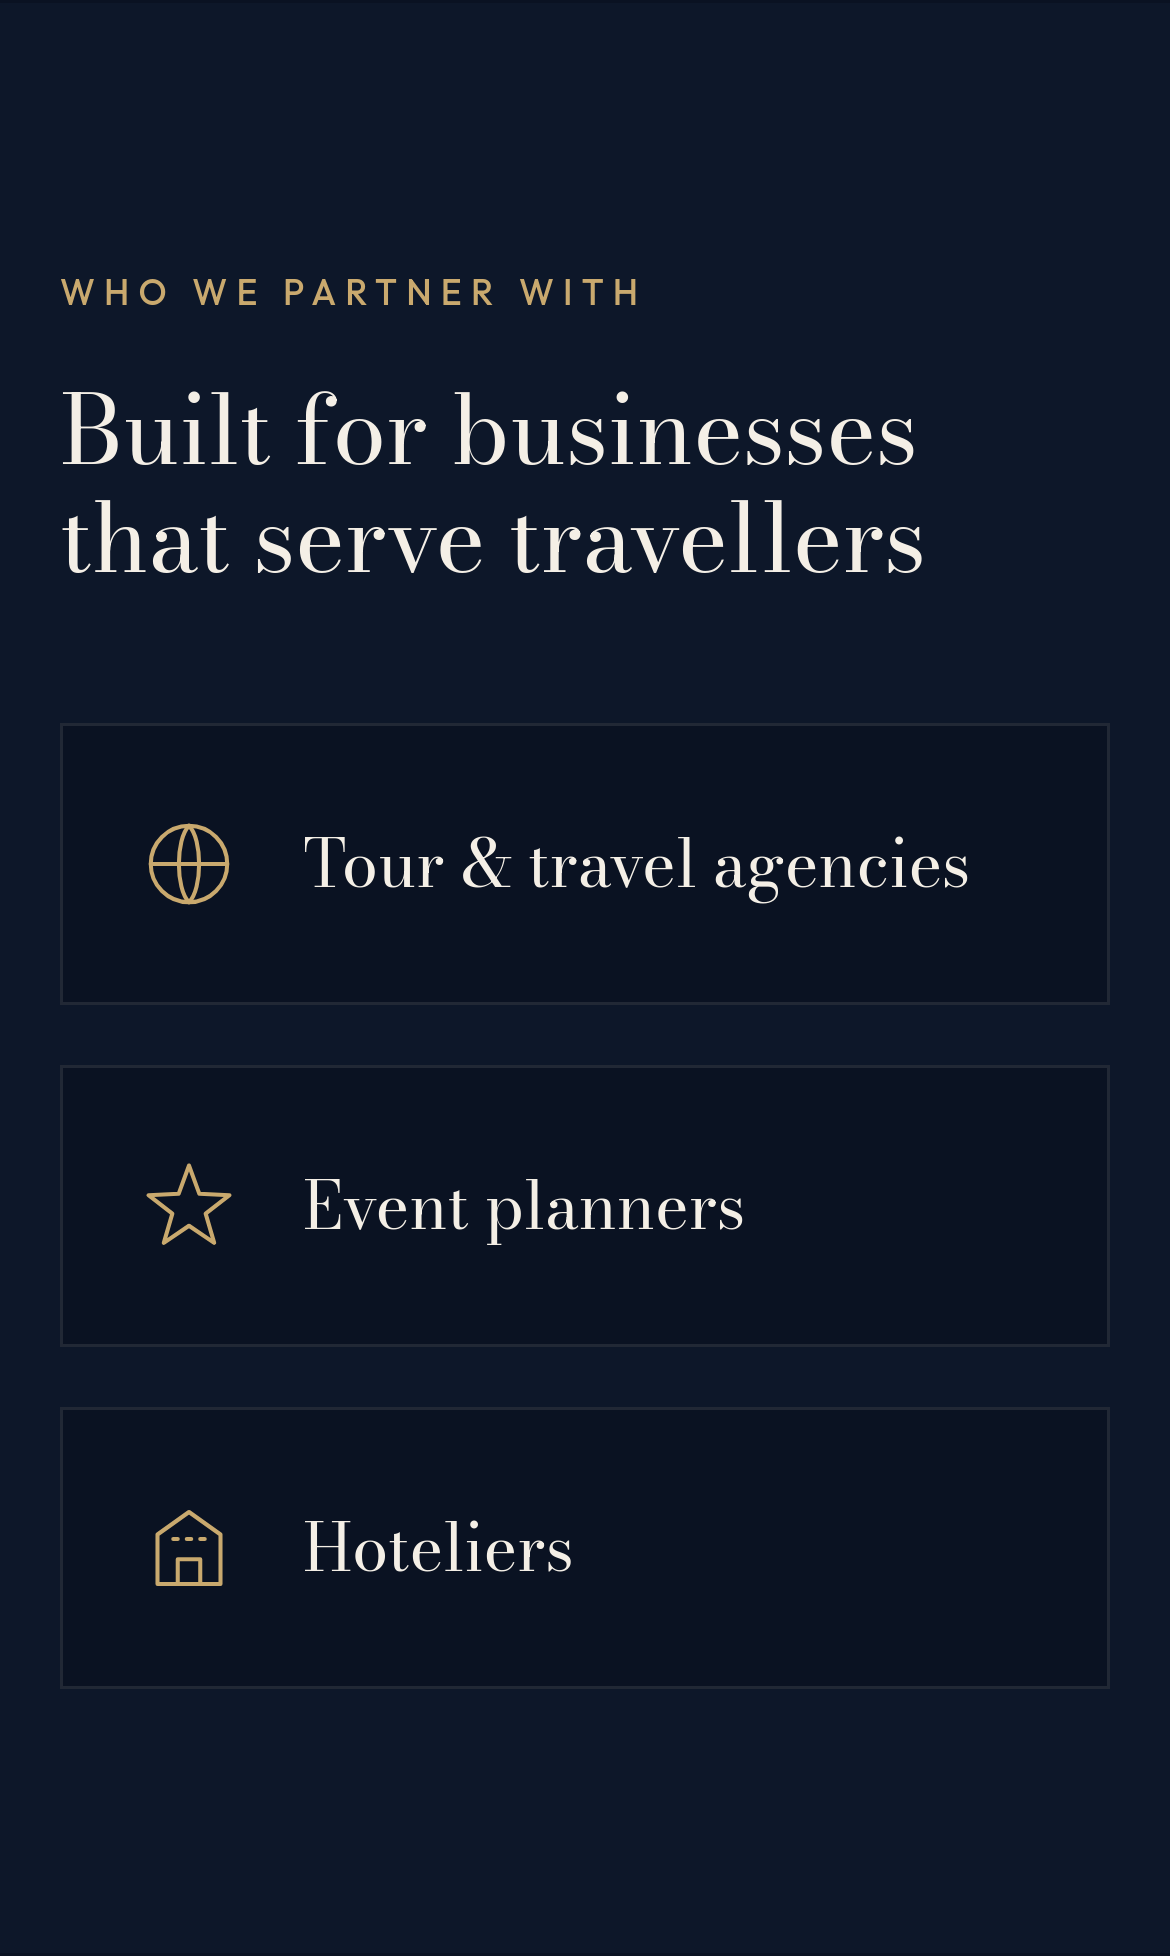 WHO WE PARTNER WITH
Built for businesses
that serve travellers
Tour & travel agencies
Event planners
Hoteliers